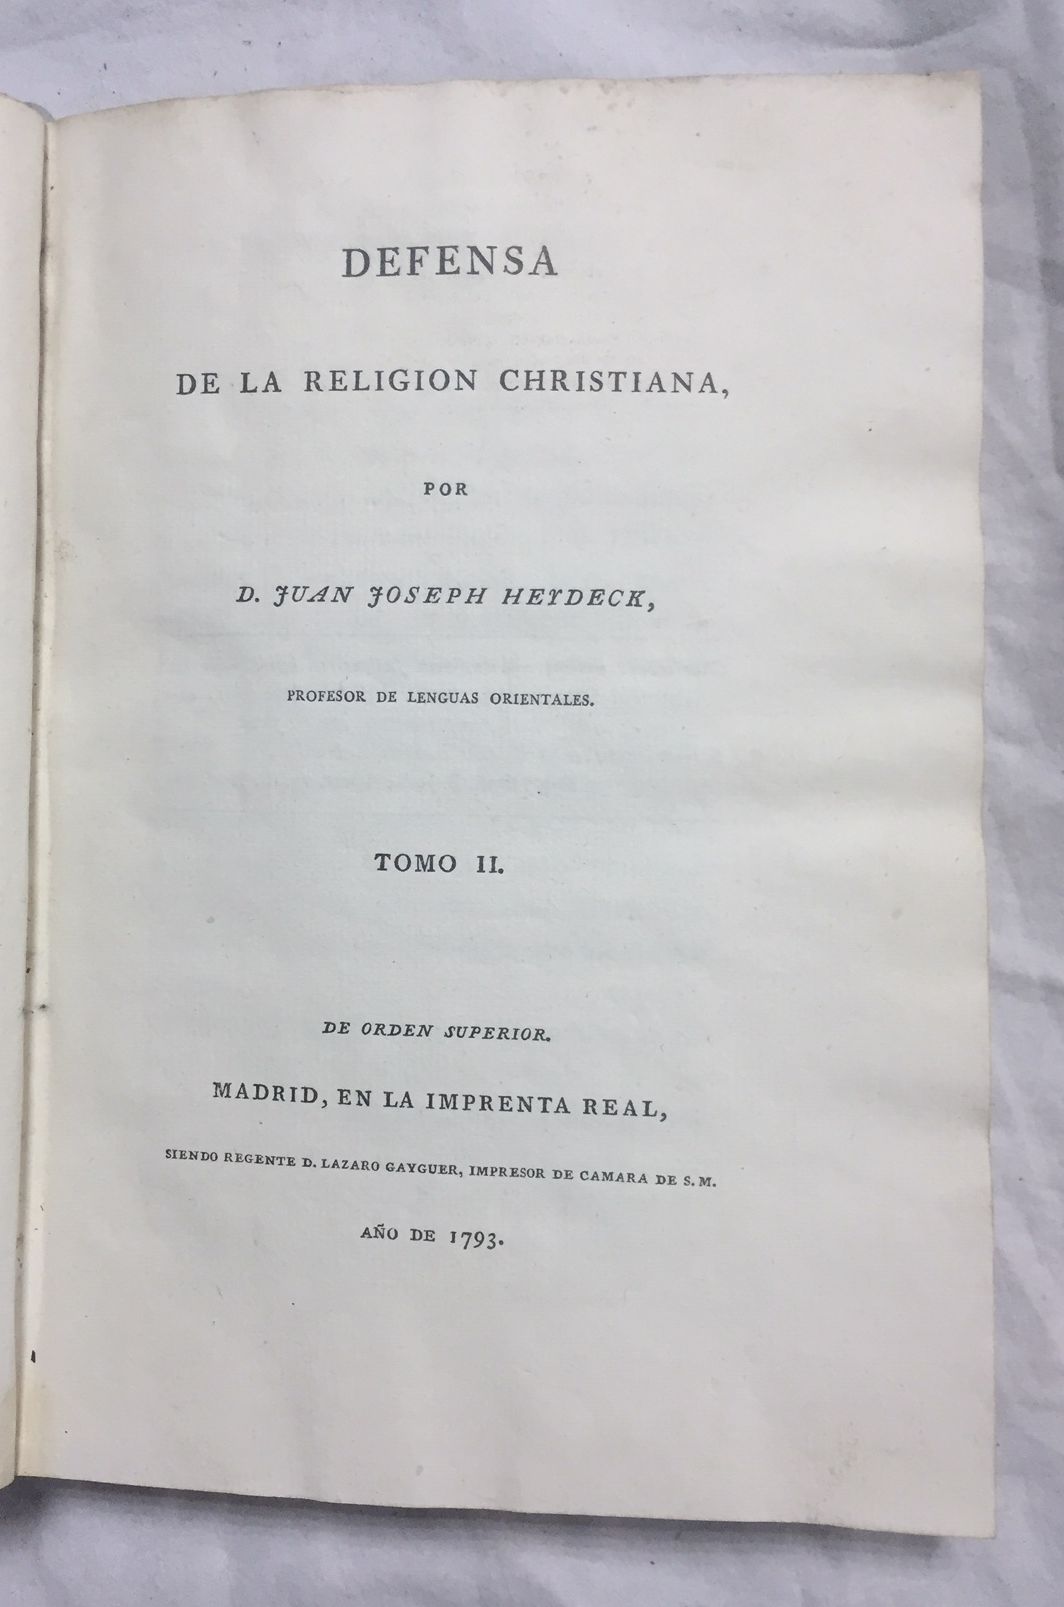 DEFENSA
DE LA RELIGION CHRISTIANA,
POR
D. JUAN JOSEPH HEYDECK,
PROFESOR DE LENGUAS ORIENTALES.
TOMO II.
DE ORDEN SUPERIOR.
MADRID, EN LA IMPRENTA REAL,
SIENDO REGENTE D. LAZARO GAYGUER, IMPRESOR DE CAMARA DE S. M.
AÑO DE 1793.